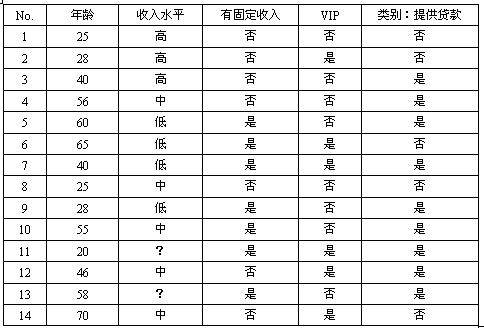 No. 年龄 收入水平 有固定收入 VIP 类别：提供贷款
1 25 高 否 否 否
2 28 高 否 是 否
3 40 高 否 否 是
4 56 中 否 否 是
5 60 低 是 否 是
6 65 低 是 是 否
7 40 低 是 是 是
8 25 中 否 否 否
9 28 低 是 否 是
10 55 中 是 否 是
11 20 ? 是 是 是
12 46 中 否 是 是
13 58 ? 是 否 是
14 70 中 否 是 否